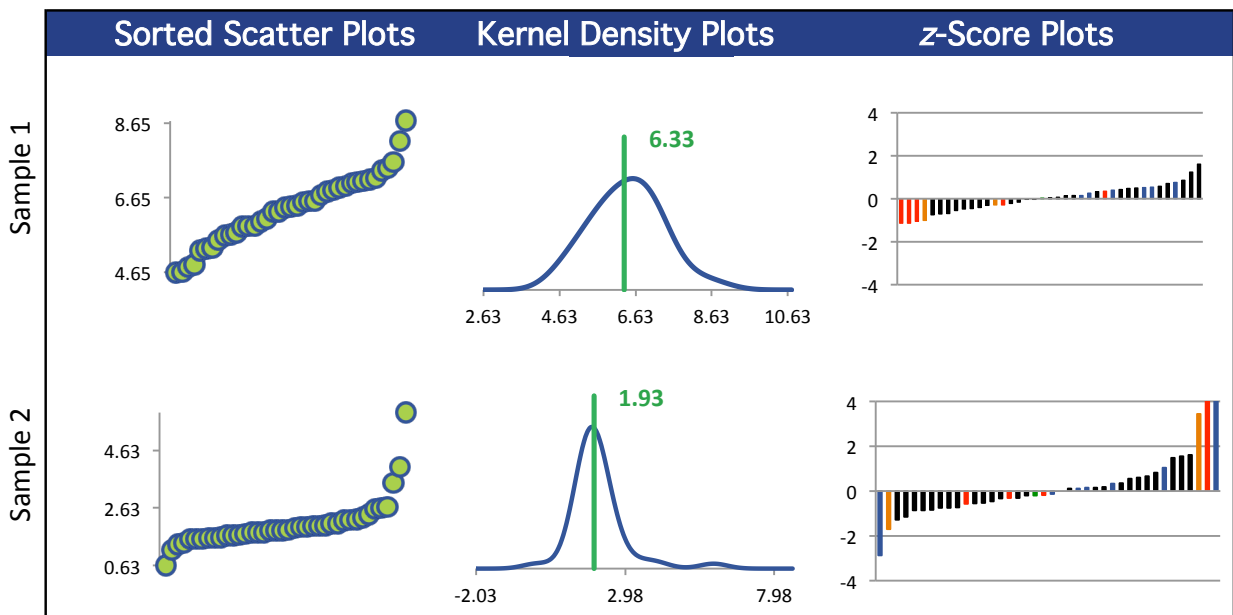 Sorted Scatter Plots
Kernel Density Plots
z-Score Plots
Sample 1
8.65
6.65
4.65
6.33
2.63 4.63 6.63 8.63 10.63
4
2
0
-2
-4
Sample 2
4.63
2.63
0.63
1.93
-2.03 2.98 7.98
4
2
0
-2
-4